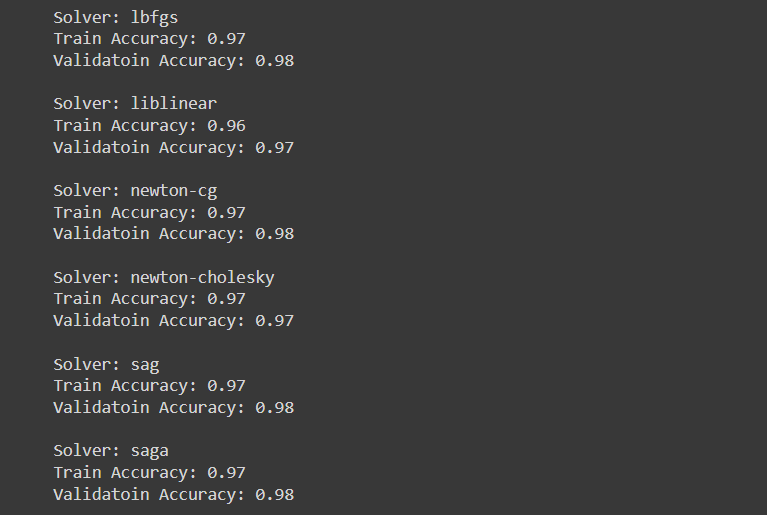 Solver: lbfgs
Train Accuracy: 0.97
Validatoin Accuracy: 0.98
Solver: liblinear
Train Accuracy: 0.96
Validatoin Accuracy: 0.97
Solver: newton-cg
Train Accuracy: 0.97
Validatoin Accuracy: 0.98
Solver: newton-cholesky
Train Accuracy: 0.97
Validatoin Accuracy: 0.97
Solver: sag
Train Accuracy: 0.97
Validatoin Accuracy: 0.98
Solver: saga
Train Accuracy: 0.97
Validatoin Accuracy: 0.98